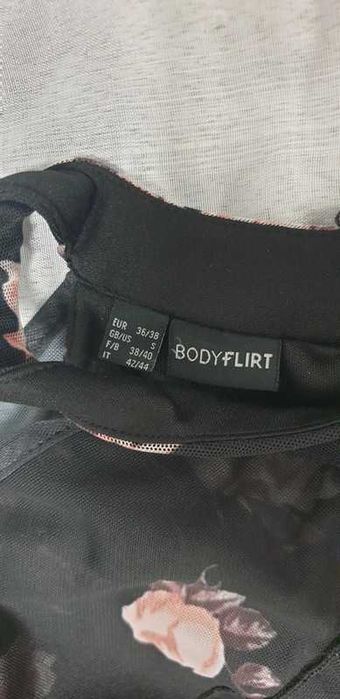 EUR 36/38
GB/US S
F/B 38/40
IT 42/44
BODYFLIRT